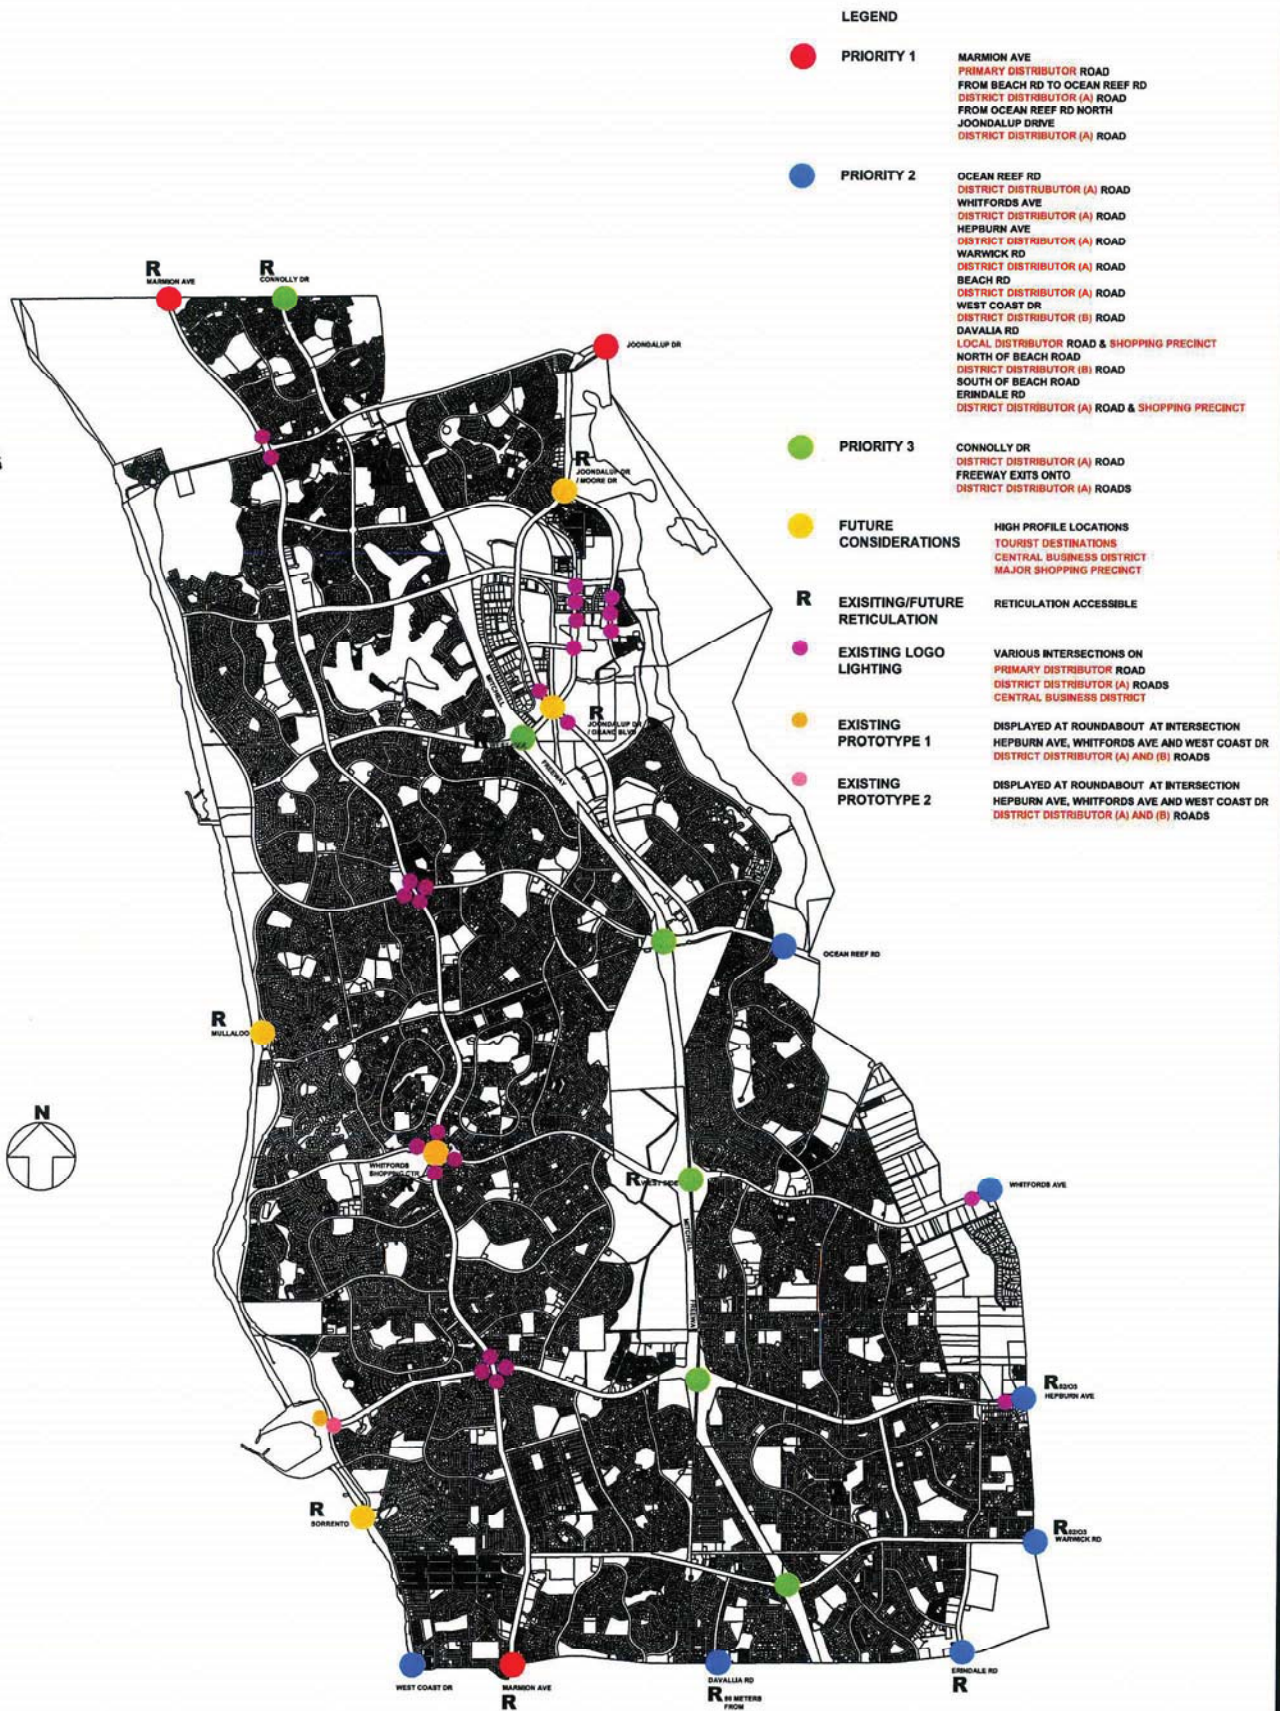 LEGEND
PRIORITY 1
MARMION AVE
PRIMARY DISTRIBUTOR ROAD
FROM BEACH RD TO OCEAN REEF RD
DISTRICT DISTRIBUTOR (A) ROAD
FROM OCEAN REEF RD NORTH
JOONDALUP DRIVE
DISTRICT DISTRIBUTOR (A) ROAD
PRIORITY 2
OCEAN REEF RD
DISTRICT DISTRUBUTOR (A) ROAD
WHITFORDS AVE
DISTRICT DISTRIBUTOR (A) ROAD
HEPBURN AVE
DISTRICT DISTRIBUTOR (A) ROAD
WARWICK RD
DISTRICT DISTRIBUTOR (A) ROAD
BEACH RD
DISTRICT DISTRIBUTOR (A) ROAD
WEST COAST DR
DISTRICT DISTRIBUTOR (B) ROAD
DAVALIA RD
LOCAL DISTRIBUTOR ROAD & SHOPPING PRECINCT
NORTH OF BEACH ROAD
DISTRICT DISTRIBUTOR (B) ROAD
SOUTH OF BEACH ROAD
ERINDALE RD
DISTRICT DISTRIBUTOR (A) ROAD & SHOPPING PRECINCT
PRIORITY 3
CONNOLLY DR
DISTRICT DISTRIBUTOR (A) ROAD
FREEWAY EXITS ONTO
DISTRICT DISTRIBUTOR (A) ROADS
FUTURE
CONSIDERATIONS
HIGH PROFILE LOCATIONS
TOURIST DESTINATIONS
CENTRAL BUSINESS DISTRICT
MAJOR SHOPPING PRECINCT
R
EXISITING/FUTURE
RETICULATION
RETICULATION ACCESSIBLE
EXISTING LOGO
LIGHTING
VARIOUS INTERSECTIONS ON
PRIMARY DISTRIBUTOR ROAD
DISTRICT DISTRIBUTOR (A) ROADS
CENTRAL BUSINESS DISTRICT
EXISTING
PROTOTYPE 1
DISPLAYED AT ROUNDABOUT AT INTERSECTION
HEPBURN AVE, WHITFORDS AVE AND WEST COAST DR
DISTRICT DISTRIBUTOR (A) AND (B) ROADS
EXISTING
PROTOTYPE 2
DISPLAYED AT ROUNDABOUT AT INTERSECTION
HEPBURN AVE, WHITFORDS AVE AND WEST COAST DR
DISTRICT DISTRIBUTOR (A) AND (B) ROADS
R
MARMION AVE
R
CONNOLLY DR
JOONDALUP DR
R
JOONDALUP DR
/ MOORE DR
MITCHELL
R
JOONDALUP DR
/ GRAND BLVD
FREEWAY
OCEAN REEF RD
R
MULLALOO
N
WHITFORDS
SHOPPING CTR
R
R WEST SIDE
WHITFORDS AVE
MITCHELL
R 02/03
HEPBURN AVE
R
SORRENTO
R 02/03
WARWICK RD
WEST COAST DR
MARMION AVE
R
DAVALLIA RD
R
METERS
FROM
ERINDALE RD
R